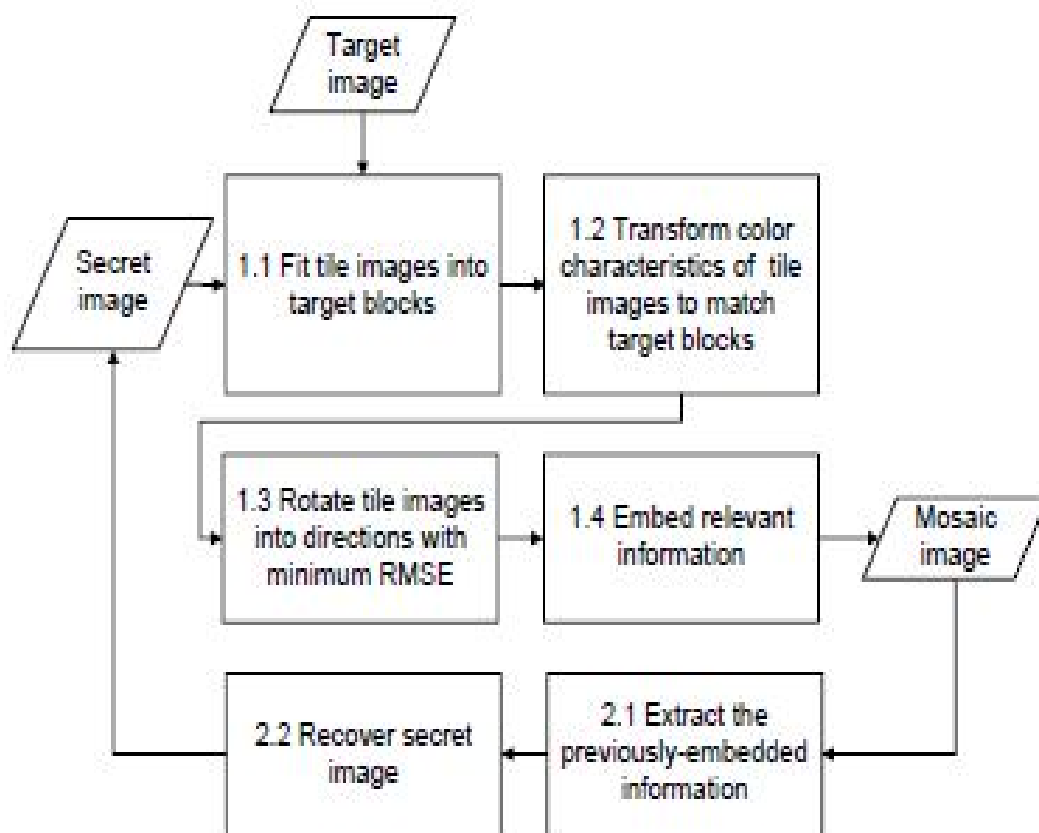 Target
image
Secret
image
1.1 Fit tile images into
target blocks
1.2 Transform color
characteristics of tile
images to match
target blocks
1.3 Rotate tile images
into directions with
minimum RMSE
1.4 Embed relevant
information
Mosaic
image
2.2 Recover secret
image
2.1 Extract the
previously-embedded
information